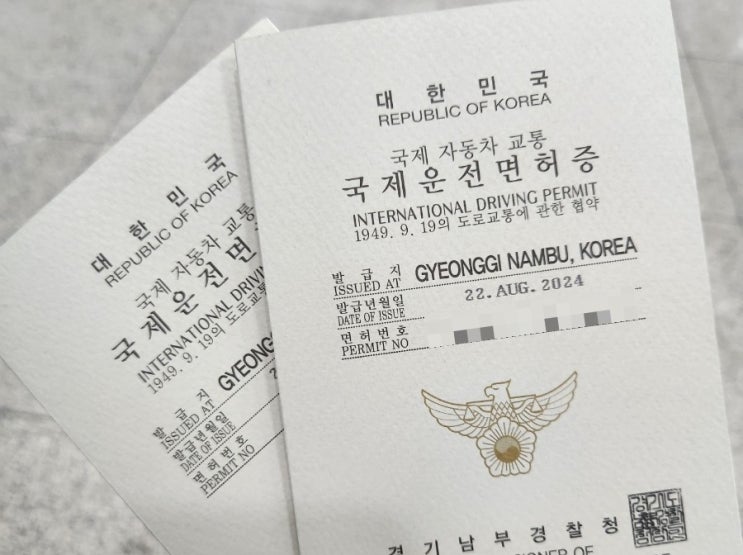 대한민국
REPUBLIC OF KOREA
국제 자동차 교통
국제운전면허증
INTERNATIONAL DRIVING PERMIT
1949. 9. 19의 도로교통에 관한 협약
발급지
ISSUED AT GYEONGGI NAMBU, KOREA
발급년월일
DATE OF ISSUE 22. AUG. 2024
면허번호
PERMIT NO
경기남부경찰청
대한민국
REPUBLIC OF KOREA
국제 자동차 교통
국제운전면
INTERNATIONAL DRIVI
1949. 9. 19의 도로교통
발급지
ISSUED AT GYEONG
발급년월일
DATE OF ISSUE
면허번호
PERMIT NO